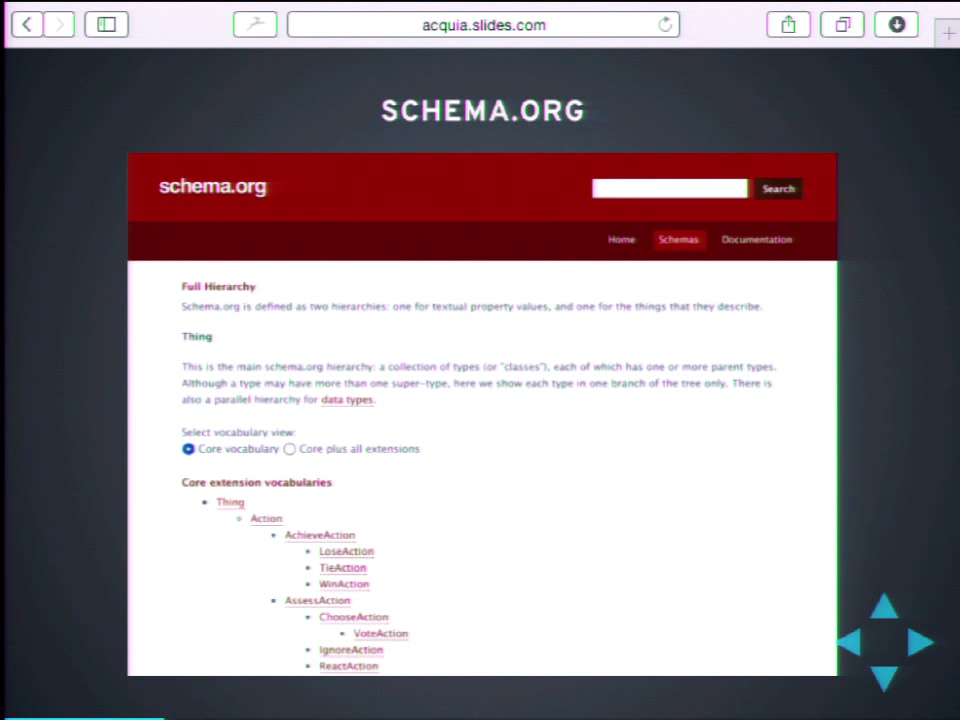 acquia.slides.com
SCHEMA.ORG
schema.org
Search
Home Schemas Documentation
Full Hierarchy
Schema.org is defined as two hierarchies: one for textual property values, and one for the things that they describe.
Thing
This is the main schema.org hierarchy: a collection of types (or "classes"), each of which has one or more parent types.
Although a type may have more than one super-type, here we show each type in one branch of the tree only. There is
also a parallel hierarchy for data types.
Select vocabulary view:
Core vocabulary Core plus all extensions
Core extension vocabularies
Thing
Action
AchieveAction
LoseAction
TieAction
WinAction
AssessAction
ChooseAction
VoteAction
IgnoreAction
ReactAction